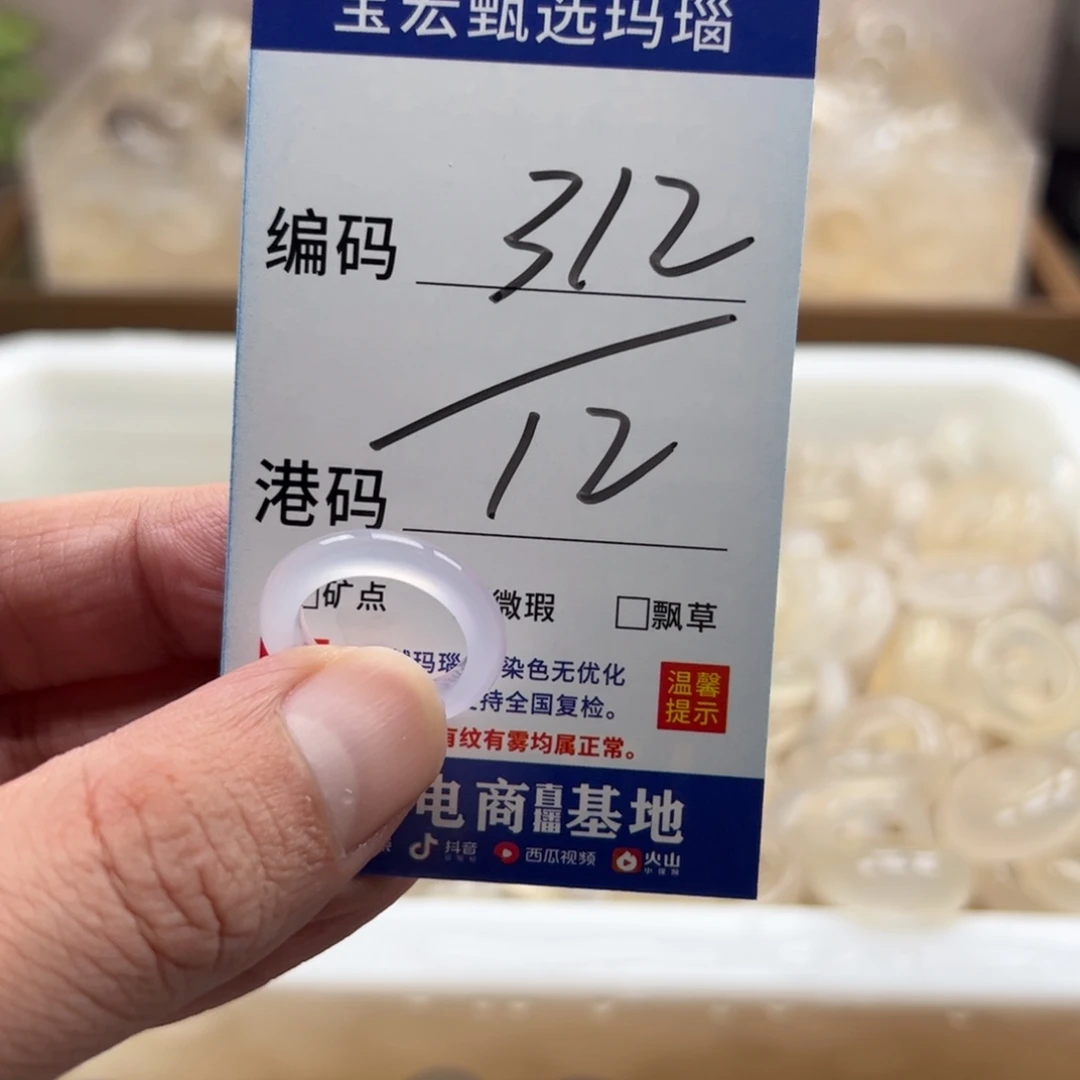 宝宏甄选玛瑙
编码 312
港码 12
矿点 微瑕 □飘草
玛瑙 染色无优化
持全国复检。
温馨提示
有纹有雾均属正常。
电商直播基地
抖音 西瓜视频 火山